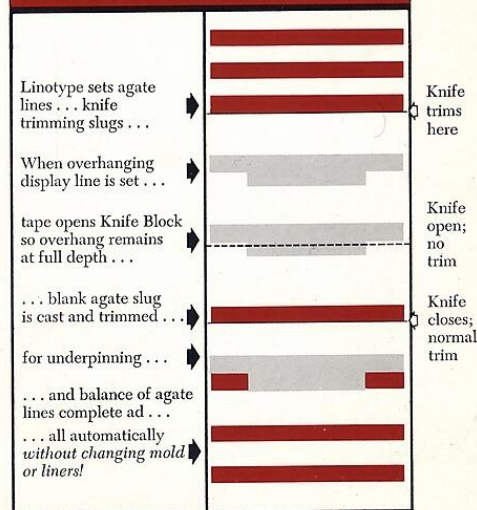 Linotype sets agate
lines . . . knife
trimming slugs . . .
Knife
trims
here
When overhanging
display line is set . . .
tape opens Knife Block
so overhang remains
at full depth . . .
Knife
open;
no
trim
. . . blank agate slug
is cast and trimmed . . .
Knife
closes;
normal
trim
for underpinning . . .
. . . and balance of agate
lines complete ad . . .
. . . all automatically
without changing mold
or liners!